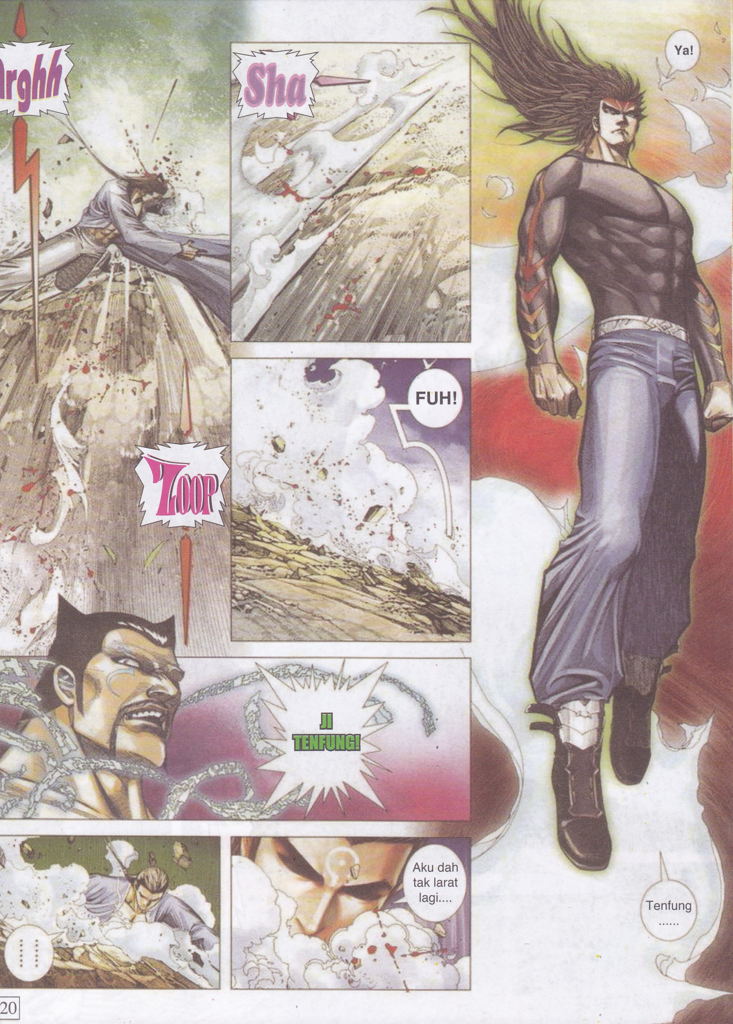 Arghh
Sha
Ya!
FUH!
ZOOP
JI
TENFUNG!
Aku dah
tak larat
lagi....
Tenfung
......
......
20